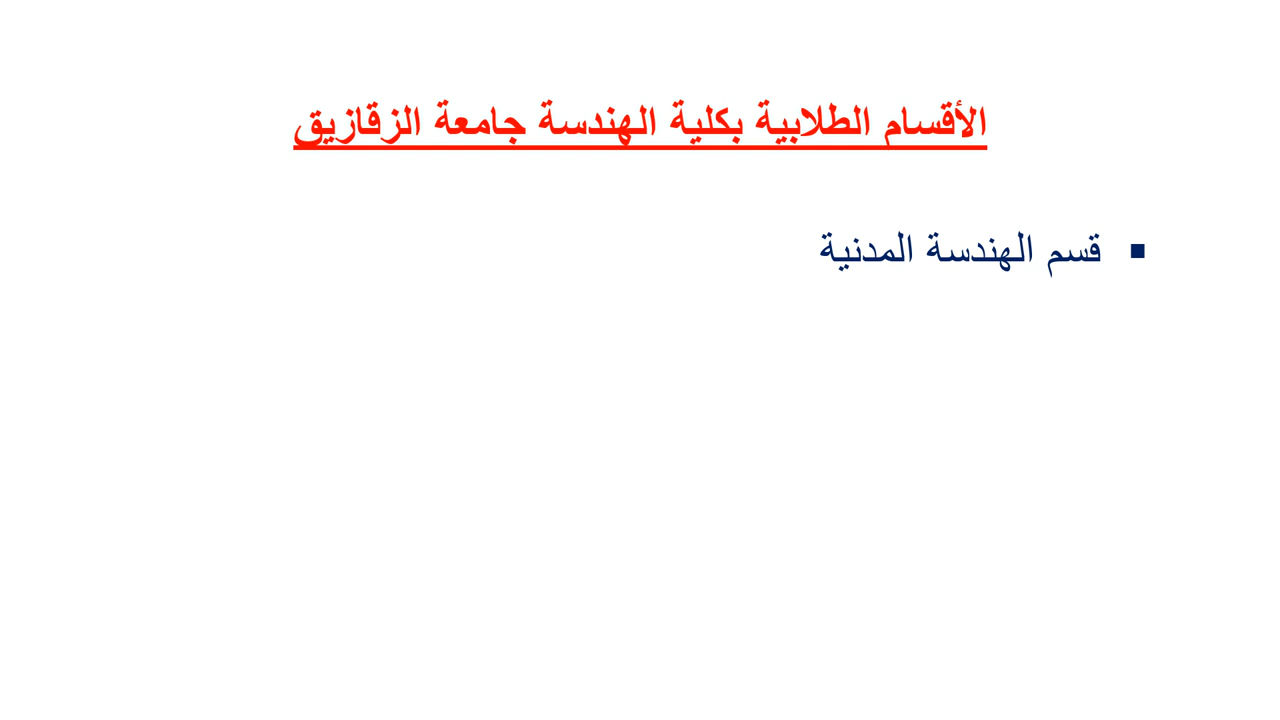 الأقسام الطلابية بكلية الهندسة جامعة الزقازيق
▪ قسم الهندسة المدنية